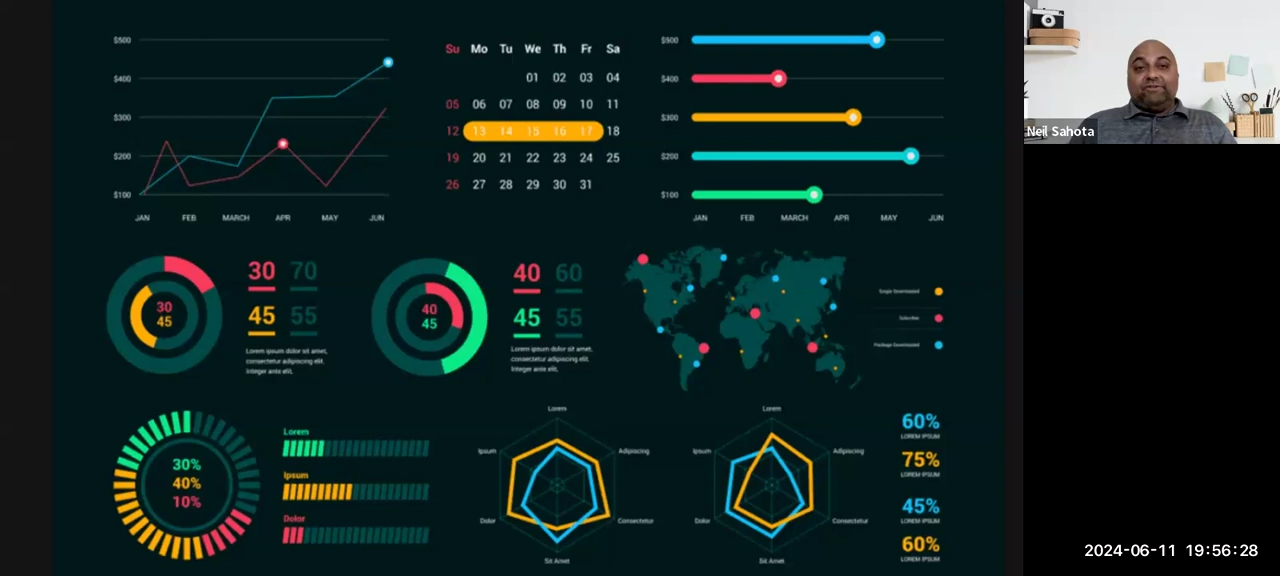 $500
$400
$300
$200
$100
JAN FEB MARCH APR MAY JUN
Su Mo Tu We Th Fr Sa
01 02 03 04
05 06 07 08 09 10 11
12 13 14 15 16 17 18
19 20 21 22 23 24 25
26 27 28 29 30 31
$500
$400
$300
$200
$100
JAN FEB MARCH APR MAY JUN
Neil Sahota
30
45
30 70
45 55
Lorem ipsum dolor sit amet,
consectetur adipiscing elit.
Integer ante elit,
40
45
40 60
45 55
Lorem ipsum dolor sit amet,
consectetur adipiscing elit.
Integer ante elit,
Subscribe
30%
40%
10%
Lorem
Ipsum
Dolor
Lorem
Ipsum Adipiscing
Dolor Consectetur
Sit Amet
Lorem
Ipsum Adipiscing
Dolor Consectetur
Sit Amet
60%
LOREM IPSUM
75%
LOREM IPSUM
45%
LOREM IPSUM
60%
LOREM IPSUM
2024-06-11 19:56:28